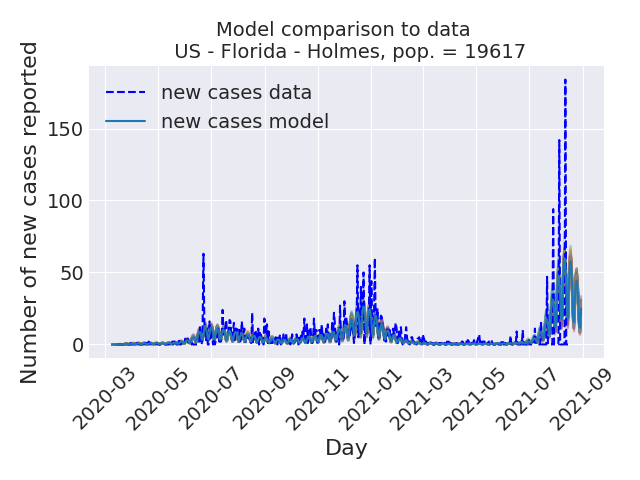 Model comparison to data
US - Florida - Holmes, pop. = 19617
new cases data
new cases model
Number of new cases reported
150
100
50
0
2020-03
2020-05
2020-07
2020-09
2020-11
2021-01
2021-03
2021-05
2021-07
2021-09
Day